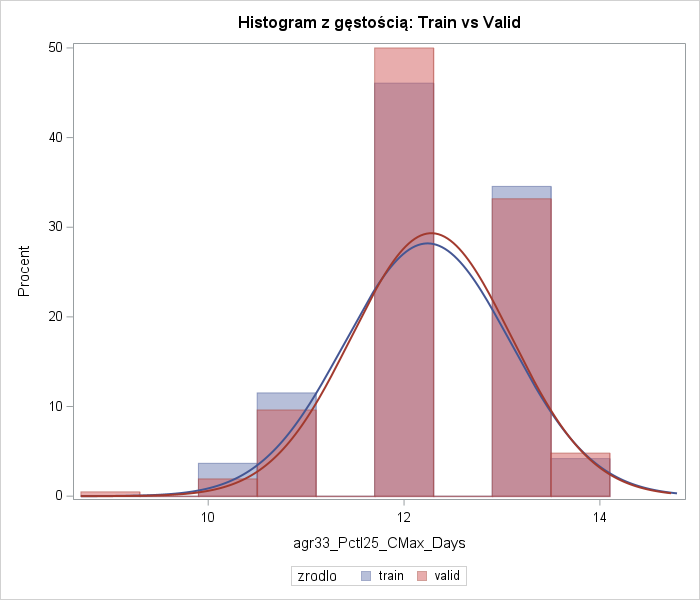 Histogram z gęstością: Train vs Valid
50
40
30
20
10
0
Procent
10 12 14
agr33_Pctl25_CMax_Days
zrodlo train valid